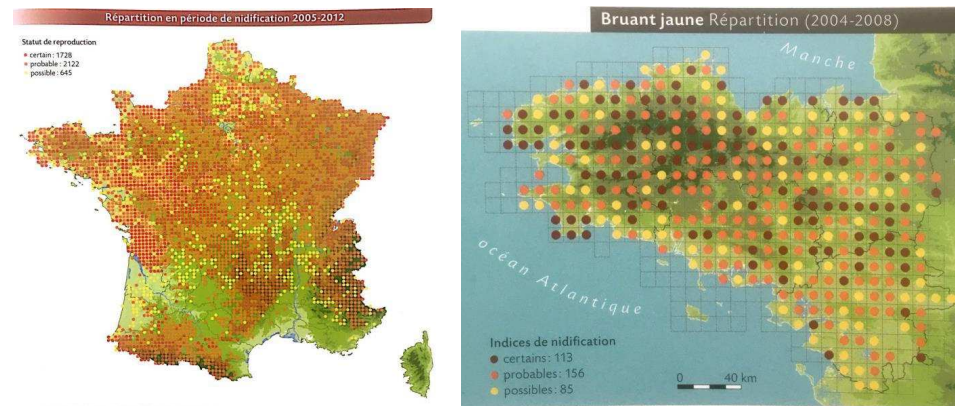 Répartition en période de nidification 2005-2012
Statut de reproduction
certain : 1728
probable : 2122
possible : 645
Bruant jaune Répartition (2004-2008)
Manche
océan Atlantique
Indices de nidification
certains : 113
probables : 156
possibles : 85
0 40 km